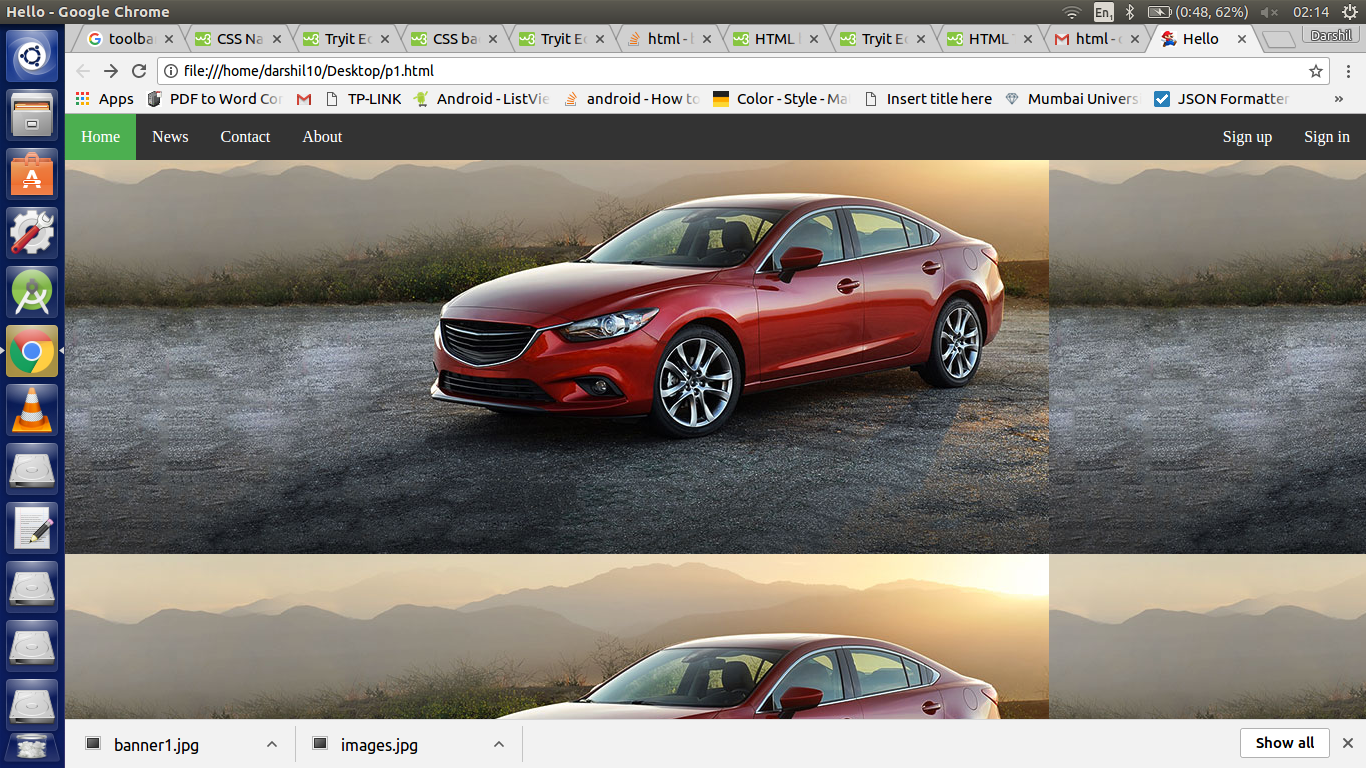 Hello - Google Chrome
En1 (0:48, 62%) 02:14
toolba CSS Na Tryit Ec CSS ba Tryit Ec html - HTML Tryit Ec HTML html - c Hello Darshil
file:///home/darshil10/Desktop/p1.html
Apps PDF to Word Cor TP-LINK Android - ListVie android - How to Color - Style - Ma Insert title here Mumbai Univers JSON Formatter »
Home News Contact About Sign up Sign in
banner1.jpg images.jpg Show all